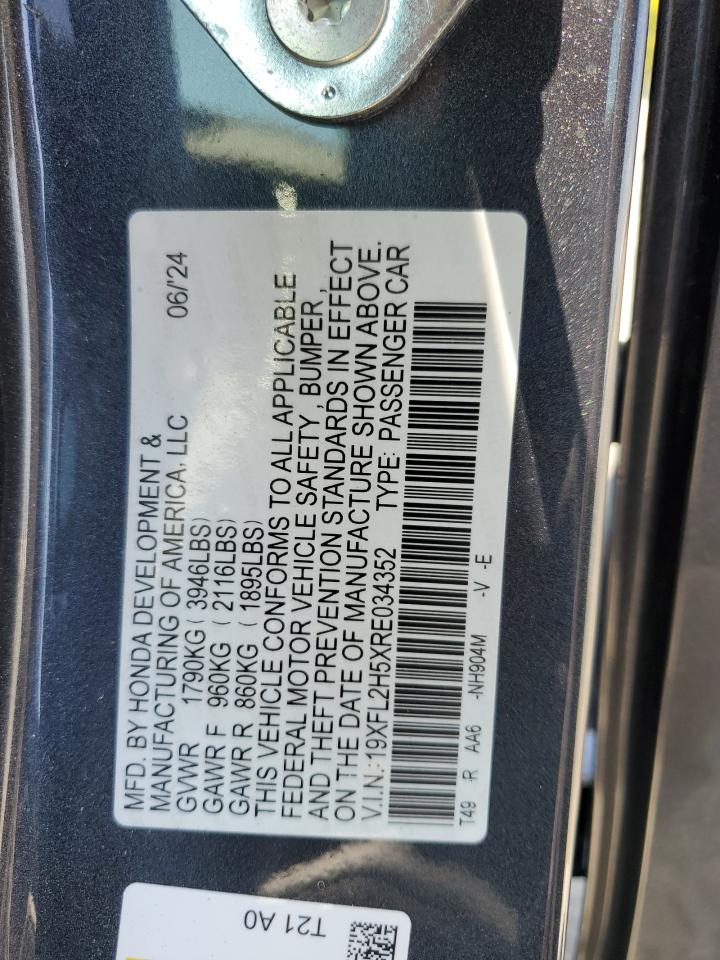 MFD. BY HONDA DEVELOPMENT &
MANUFACTURING OF AMERICA, LLC 06/'24
GVWR 1790KG ( 3946LBS)
GAWR F 960KG ( 2116LBS)
GAWR R 860KG ( 1895LBS)
THIS VEHICLE CONFORMS TO ALL APPLICABLE
FEDERAL MOTOR VEHICLE SAFETY, BUMPER,
AND THEFT PREVENTION STANDARDS IN EFFECT
ON THE DATE OF MANUFACTURE SHOWN ABOVE.
V.I.N.:19XFL2H5XRE034352 TYPE: PASSENGER CAR
T49 -R AA6 -NH904M -V -E
T21 A0